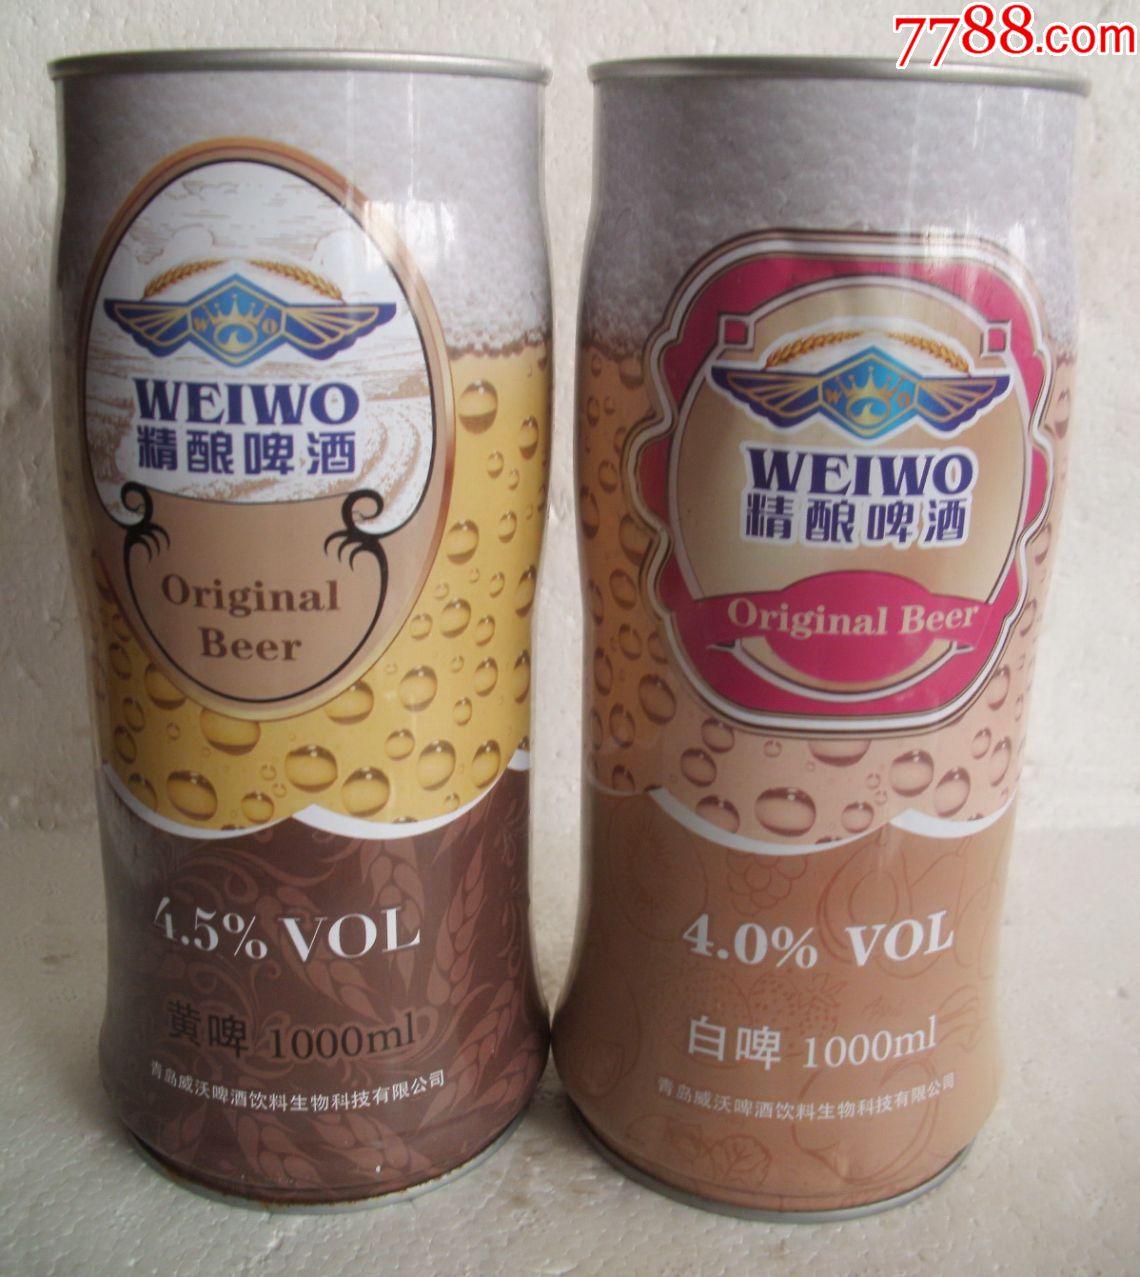 7788.com
WEIWO
精酿啤酒
Original
Beer
4.5% VOL
黄啤 1000ml
青岛威沃啤酒饮料生物科技有限公司
WEIWO
精酿啤酒
Original Beer
4.0% VOL
白啤 1000ml
青岛威沃啤酒饮料生物科技有限公司